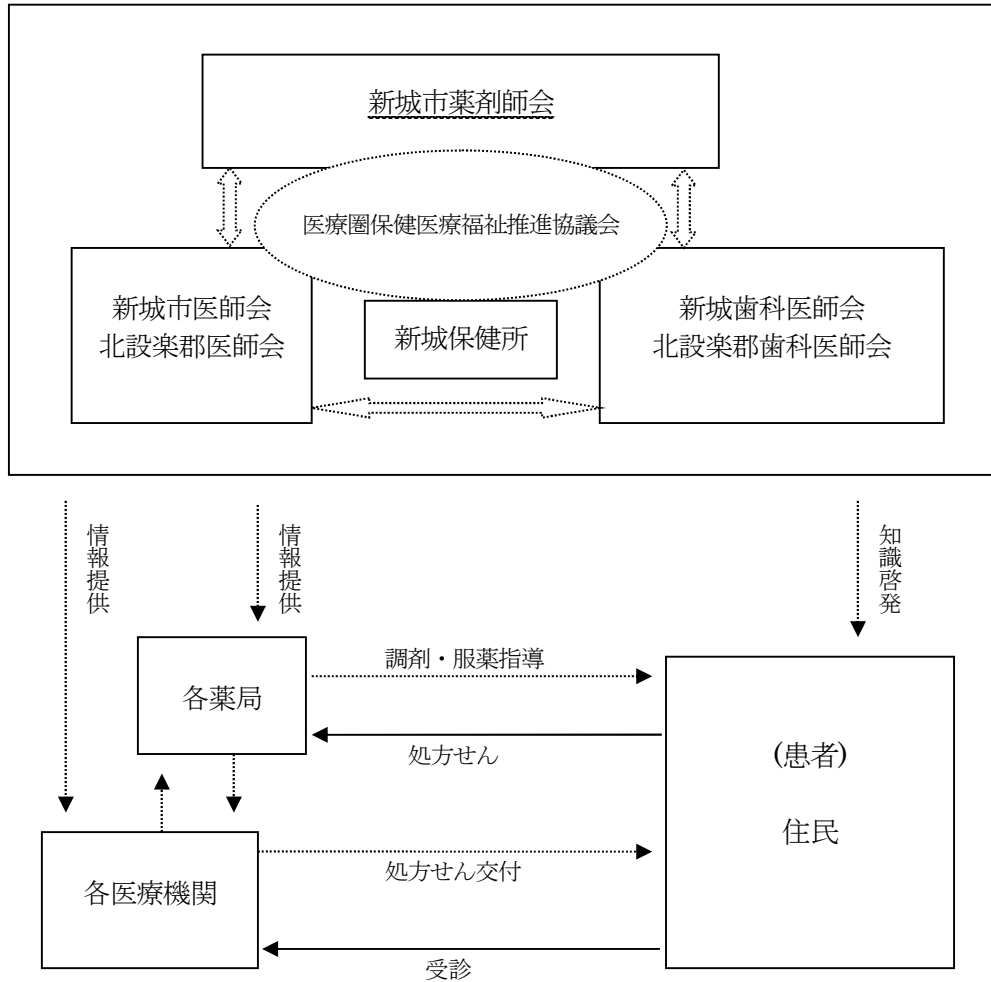 新城市薬剤師会
医療圏保健医療福祉推進協議会
新城市医師会
北設楽郡医師会
新城保健所
新城歯科医師会
北設楽郡歯科医師会
情報提供
情報提供
知識啓発
各薬局
調剤・服薬指導
処方せん
(患者)
住民
各医療機関
処方せん交付
受診